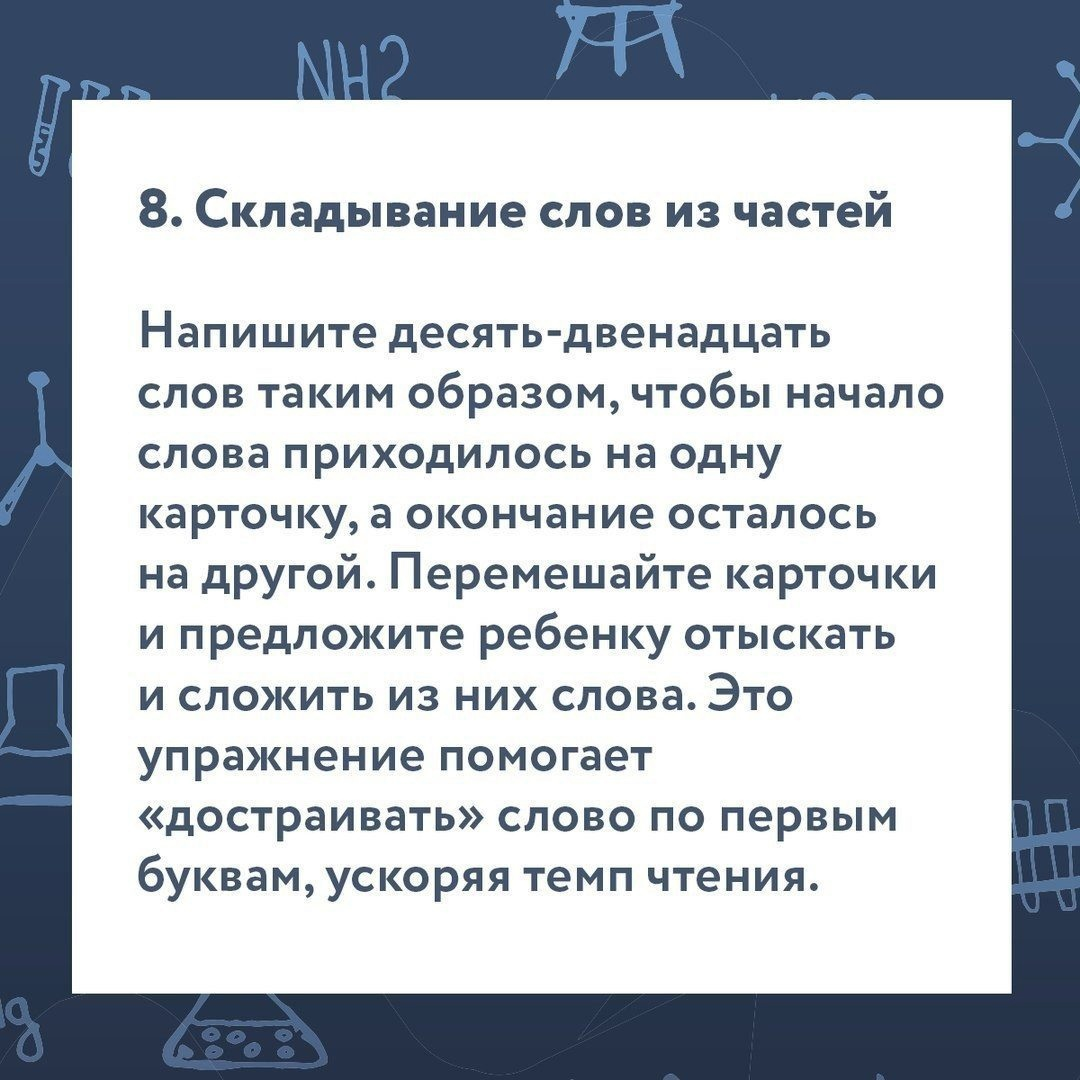 NH2
8. Складывание слов из частей
Напишите десять-двенадцать
слов таким образом, чтобы начало
слова приходилось на одну
карточку, а окончание осталось
на другой. Перемешайте карточки
и предложите ребенку отыскать
и сложить из них слова. Это
упражнение помогает
«достраивать» слово по первым
буквам, ускоряя темп чтения.